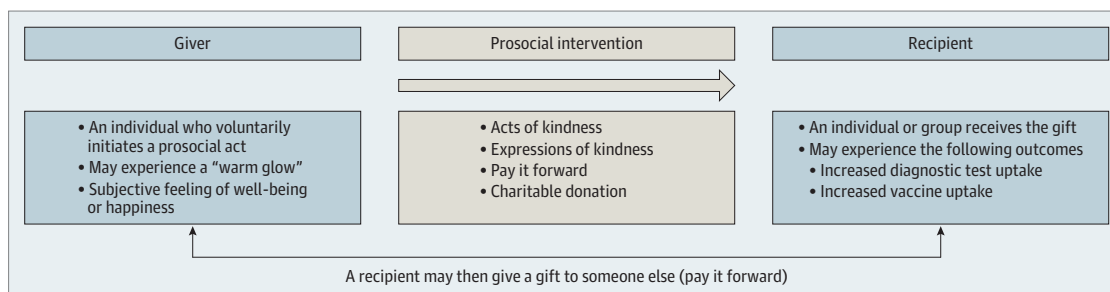 Giver
Prosocial intervention
Recipient
• An individual who voluntarily
initiates a prosocial act
• May experience a “warm glow”
• Subjective feeling of well-being
or happiness
• Acts of kindness
• Expressions of kindness
• Pay it forward
• Charitable donation
• An individual or group receives the gift
• May experience the following outcomes
• Increased diagnostic test uptake
• Increased vaccine uptake
A recipient may then give a gift to someone else (pay it forward)